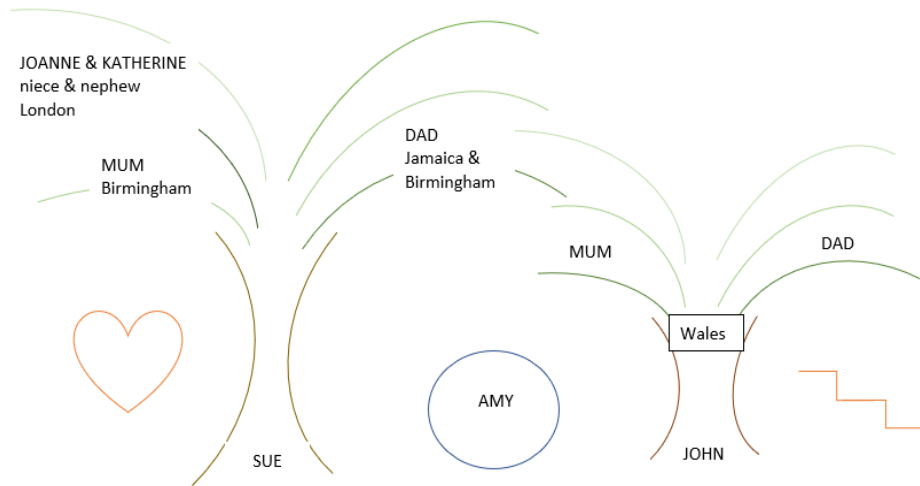 JOANNE & KATHERINE
niece & nephew
London
MUM
Birmingham
DAD
Jamaica &
Birmingham
MUM
DAD
Wales
AMY
SUE
JOHN